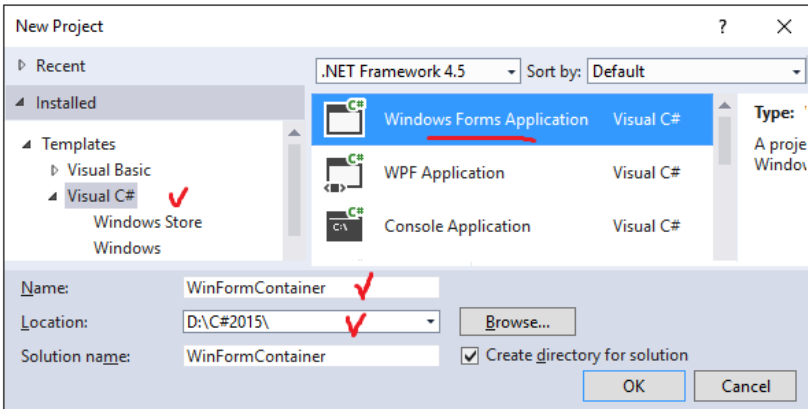 New Project ? ×
Recent
.NET Framework 4.5 Sort by: Default
Installed
Templates
Visual Basic
Visual C#
Windows Store
Windows
C# Windows Forms Application Visual C#
C# WPF Application Visual C#
C# C:\ Console Application Visual C#
Type:
A proje
Window
Name: WinFormContainer
Location: D:\C#2015\ Browse...
Solution name: WinFormContainer Create directory for solution
OK Cancel